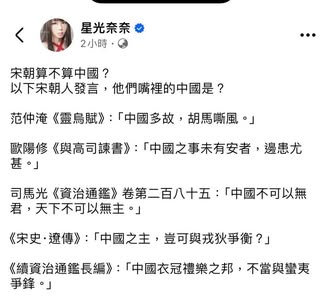 星光奈奈
2小時·
宋朝算不算中國？
以下宋朝人發言，他們嘴裡的中國是？
范仲淹《靈烏賦》：「中國多故，胡馬嘶風。」
歐陽修《與高司諫書》：「中國之事未有安者，邊患尤
甚。」
司馬光《資治通鑑》卷第二百八十五：「中國不可以無
君，天下不可以無主。」
《宋史·遼傳》：「中國之主，豈可與戎狄爭衡？」
《續資治通鑑長編》：「中國衣冠禮樂之邦，不當與蠻夷
爭鋒。」